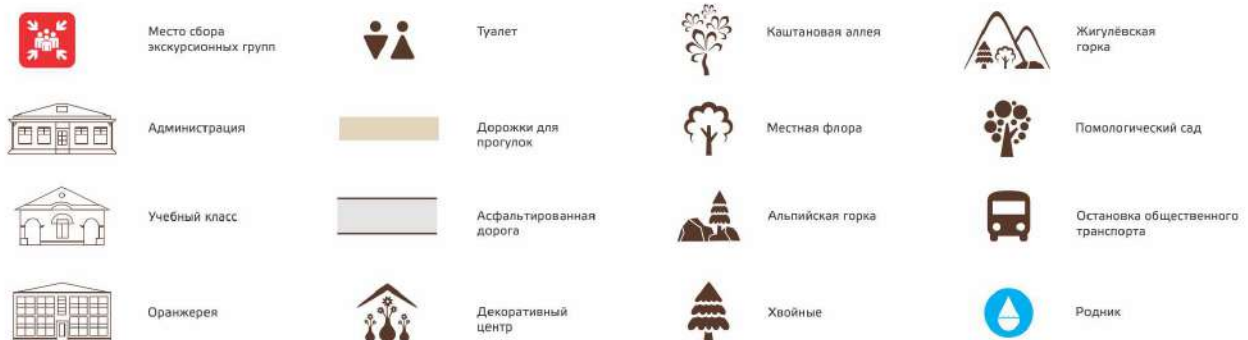 Место сбора
экскурсионных групп
Туалет
Каштановая аллея
Жигулёвская
горка
Администрация
Дорожки для
прогулок
Местная флора
Помологический сад
Учебный класс
Асфальтированная
дорога
Альпийская горка
Остановка общественного
транспорта
Оранжерея
Декоративный
центр
Хвойные
Родник